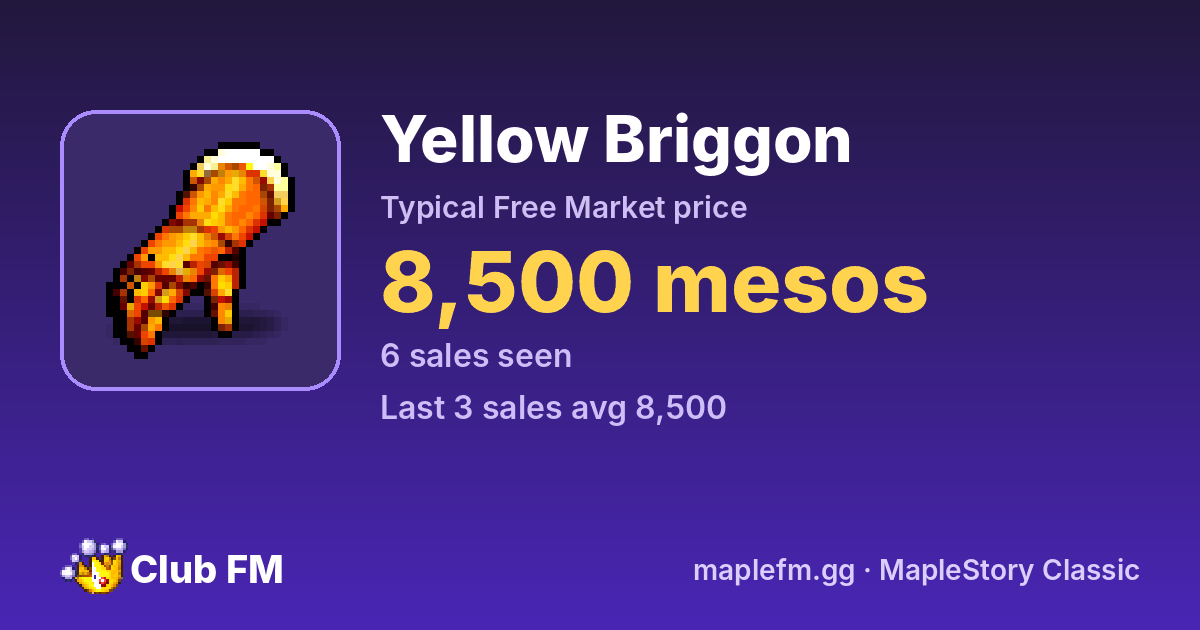 Yellow Briggon
Typical Free Market price
8,500 mesos
6 sales seen
Last 3 sales avg 8,500
Club FM
maplefm.gg · MapleStory Classic